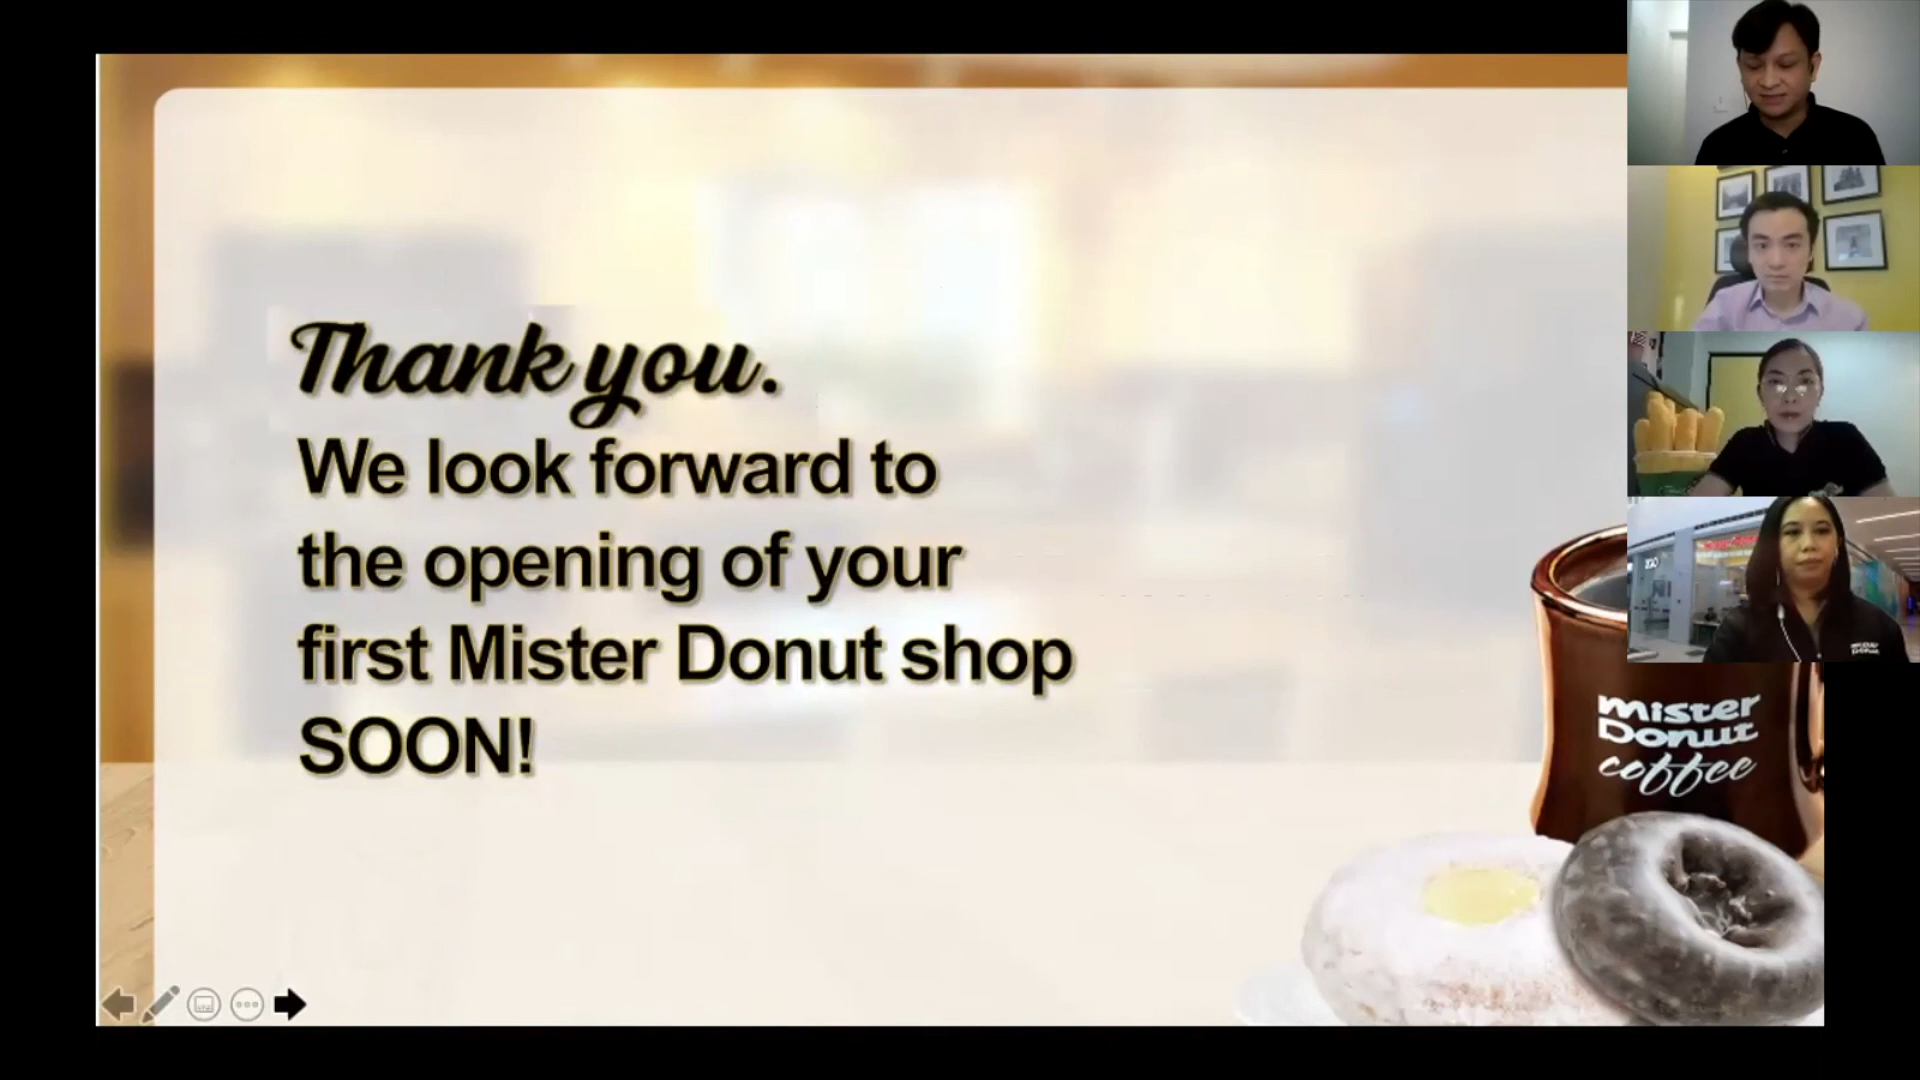 Thank you.
We look forward to
the opening of your
first Mister Donut shop
SOON!
mister
Donut
coffee